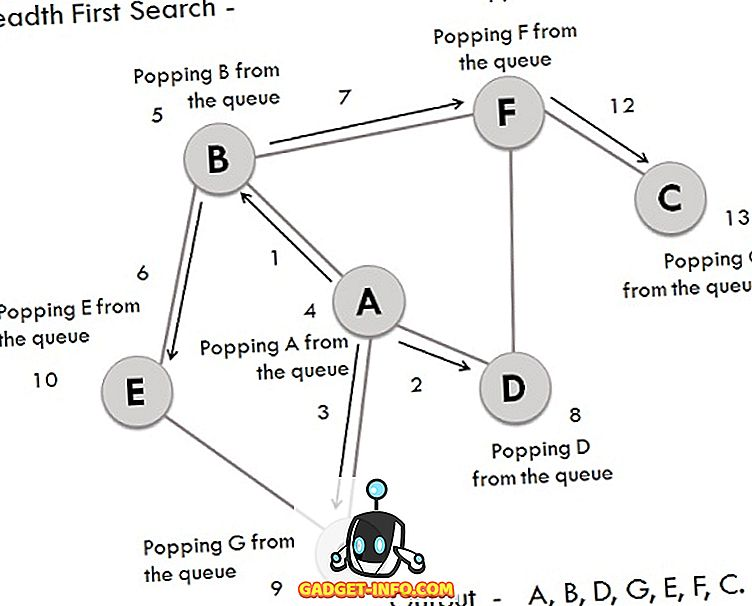 eadth First Search -
Popping F from
the queue
Popping B from
the queue
5
7
F
12
B
C
13
Popping
from the queu
1
6
A
4
Popping E from
the queue
Popping A from
the queue
10
E
2
3
D
8
Popping D
from the queue
Popping G from
the queue
9
GADGET-INFO.COM
Output - A, B, D, G, E, F, C.